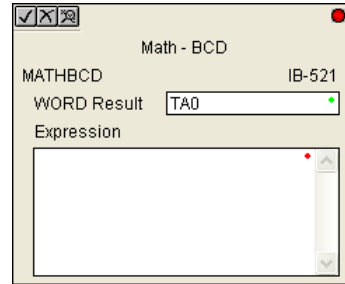 Math - BCD
MATHBCD IB-521
WORD Result TA0
Expression